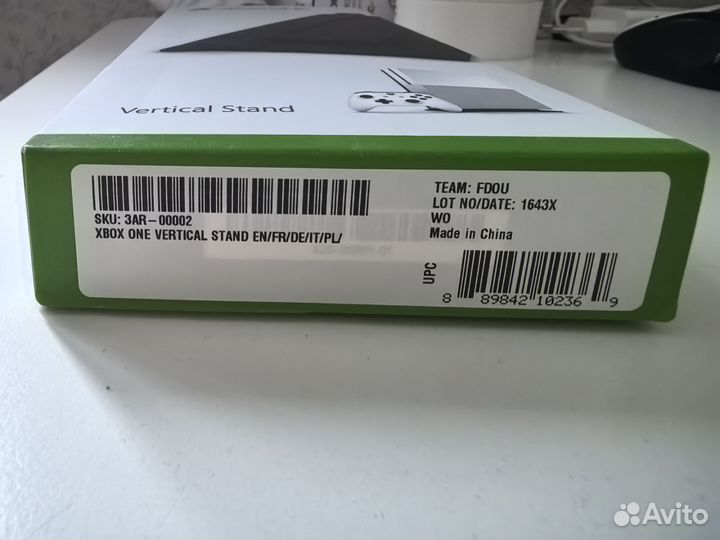 Vertical Stand
SKU: 3AR-00002
XBOX ONE VERTICAL STAND EN/FR/DE/IT/PL/
TEAM: FDOU
LOT NO/DATE: 1643X
WO
Made in China
UPC
8 89842 10236 9
Avito